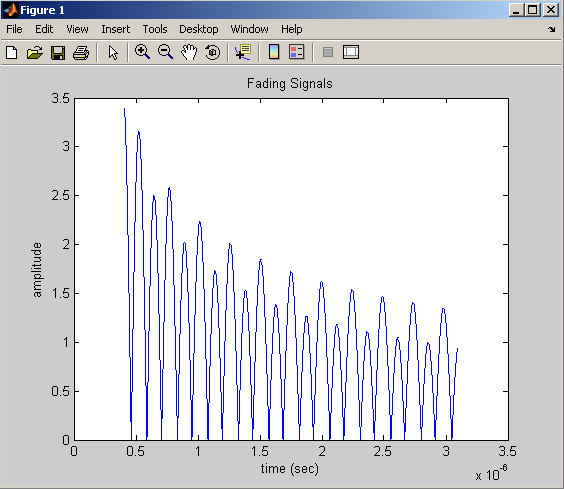 Figure 1
File Edit View Insert Tools Desktop Window Help
Fading Signals
amplitude
3.5
3
2.5
2
1.5
1
0.5
0
0 0.5 1 1.5 2 2.5 3 3.5
time (sec)
x 10^-6